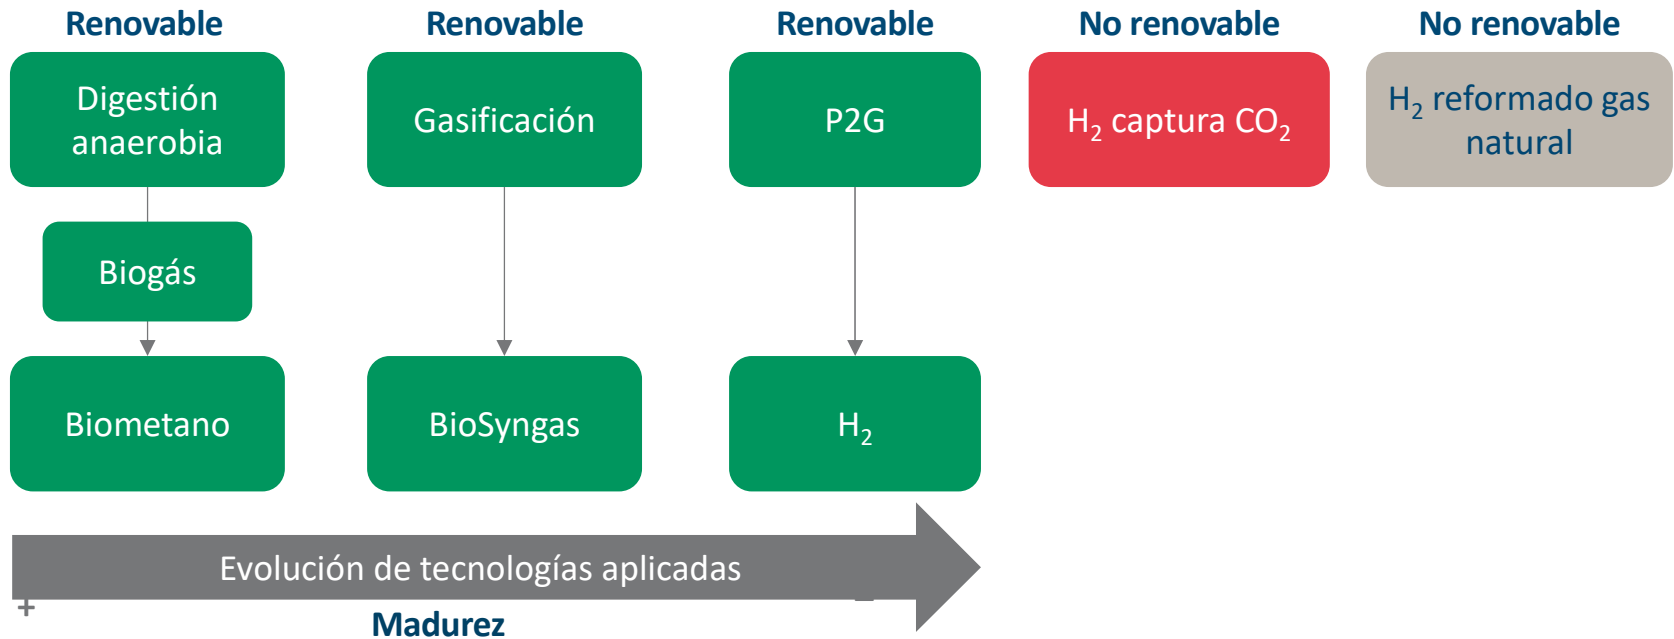 Renovable
Renovable
Renovable
No renovable
No renovable
Digestión
anaerobia
Gasificación
P2G
H₂ captura CO₂
H₂ reformado gas
natural
Biogás
Biometano
BioSyngas
H₂
Evolución de tecnologías aplicadas
+
–
Madurez